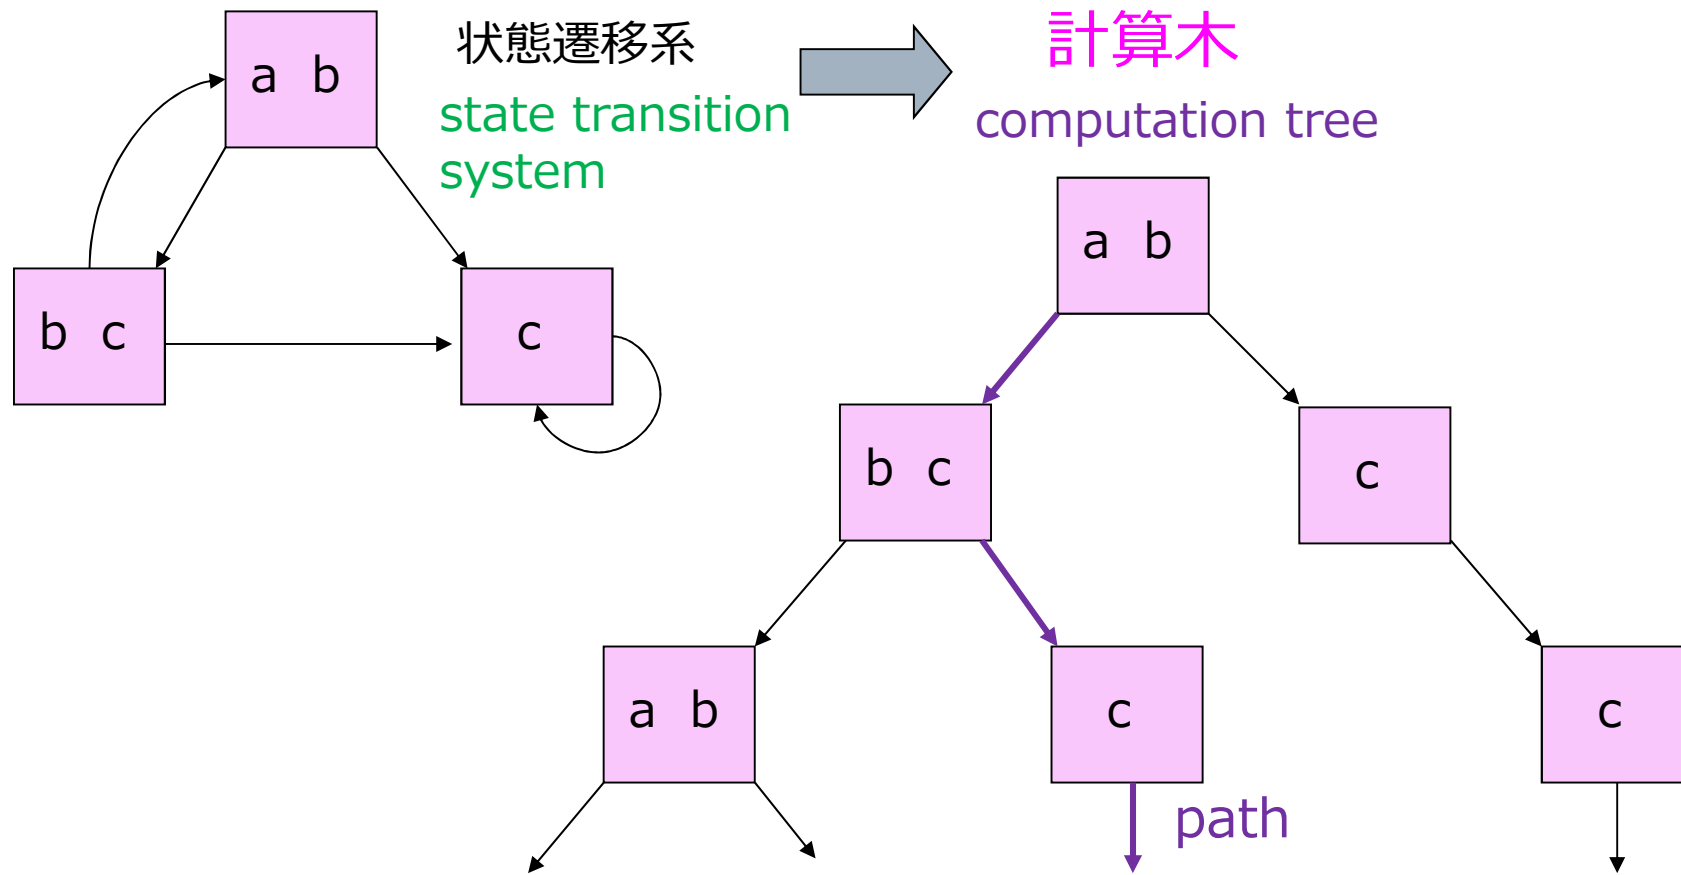 状態遷移系
state transition
system
a b
b c
c
計算木
computation tree
a b
b c
c
a b
c
c
path